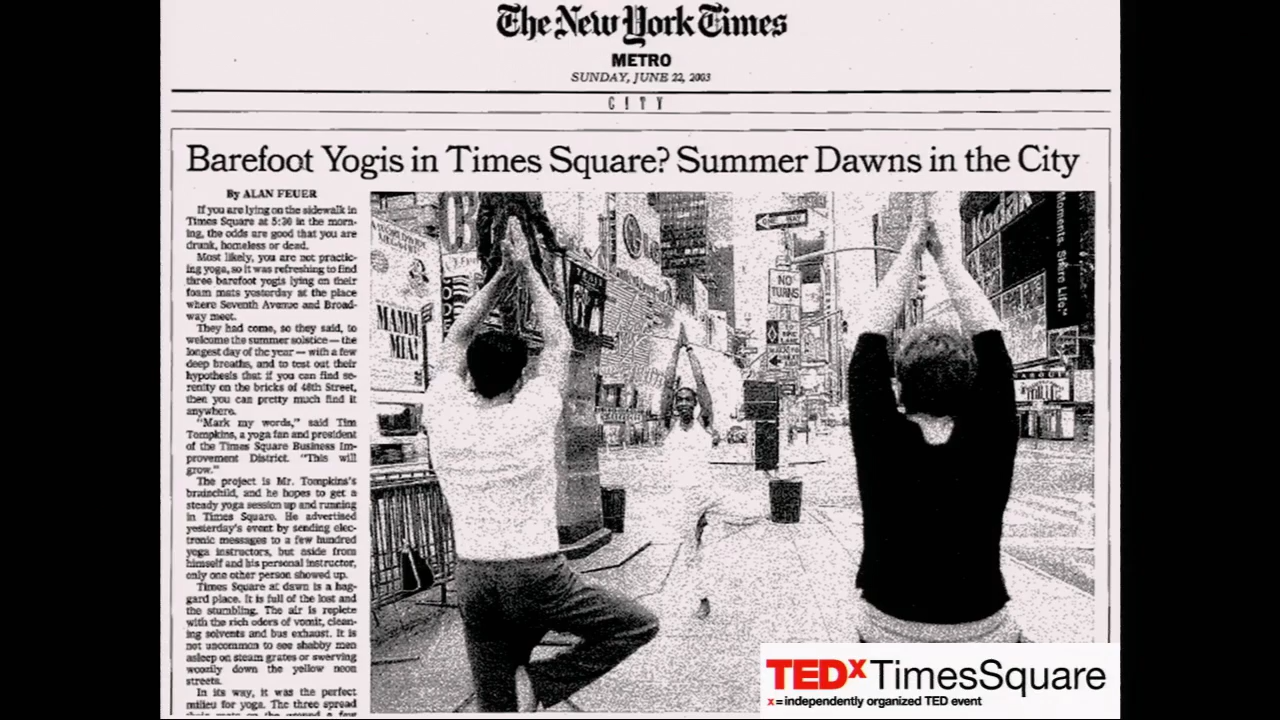 The New York Times
METRO
SUNDAY, JUNE 22, 2003
CITY
Barefoot Yogis in Times Square? Summer Dawns in the City
By ALAN FEUER
If you are lying on the sidewalk in
Times Square at 5:30 in the morn-
ing, the odds are good that you are
drunk, homeless or dead.
Most likely, you are not practic-
ing yoga, so it was refreshing to find
three barefoot yogis lying on their
foam mats yesterday at the place
where Seventh Avenue and Broad-
way meet.
They had come, so they said, to
welcome the summer solstice — the
longest day of the year — with a few
deep breaths, and to test out their
hypothesis that if you can find se-
renity on the bricks of 46th Street,
then you can pretty much find it
anywhere.
"Mark my words," said Tim
Tompkins, a yoga fan and president
of the Times Square Business Im-
provement District. "This will
grow."
The project is Mr. Tompkins's
brainchild, and he hopes to get a
steady yoga session up and running
in Times Square. He advertised
yesterday's event by sending elec-
tronic messages to a few hundred
yoga instructors, but aside from
himself and his personal instructor,
only one other person showed up.
Times Square at dawn is a hag-
gard place. It is full of the lost and
the stumbling. The air is replete
with the rich odors of vomit, clean-
ing solvents and bus exhaust. It is
not uncommon to see shabby men
asleep on steam grates or swerving
woozily down the yellow neon
streets.
In its way, it was the perfect
milieu for yoga. The three spread
their mats on the ground a few
MAMMA
MIA!
ONE WAY
NO
TURNS
Kodak
Moments. Share Life."
TEDxTimesSquare
x=independently organized TED event